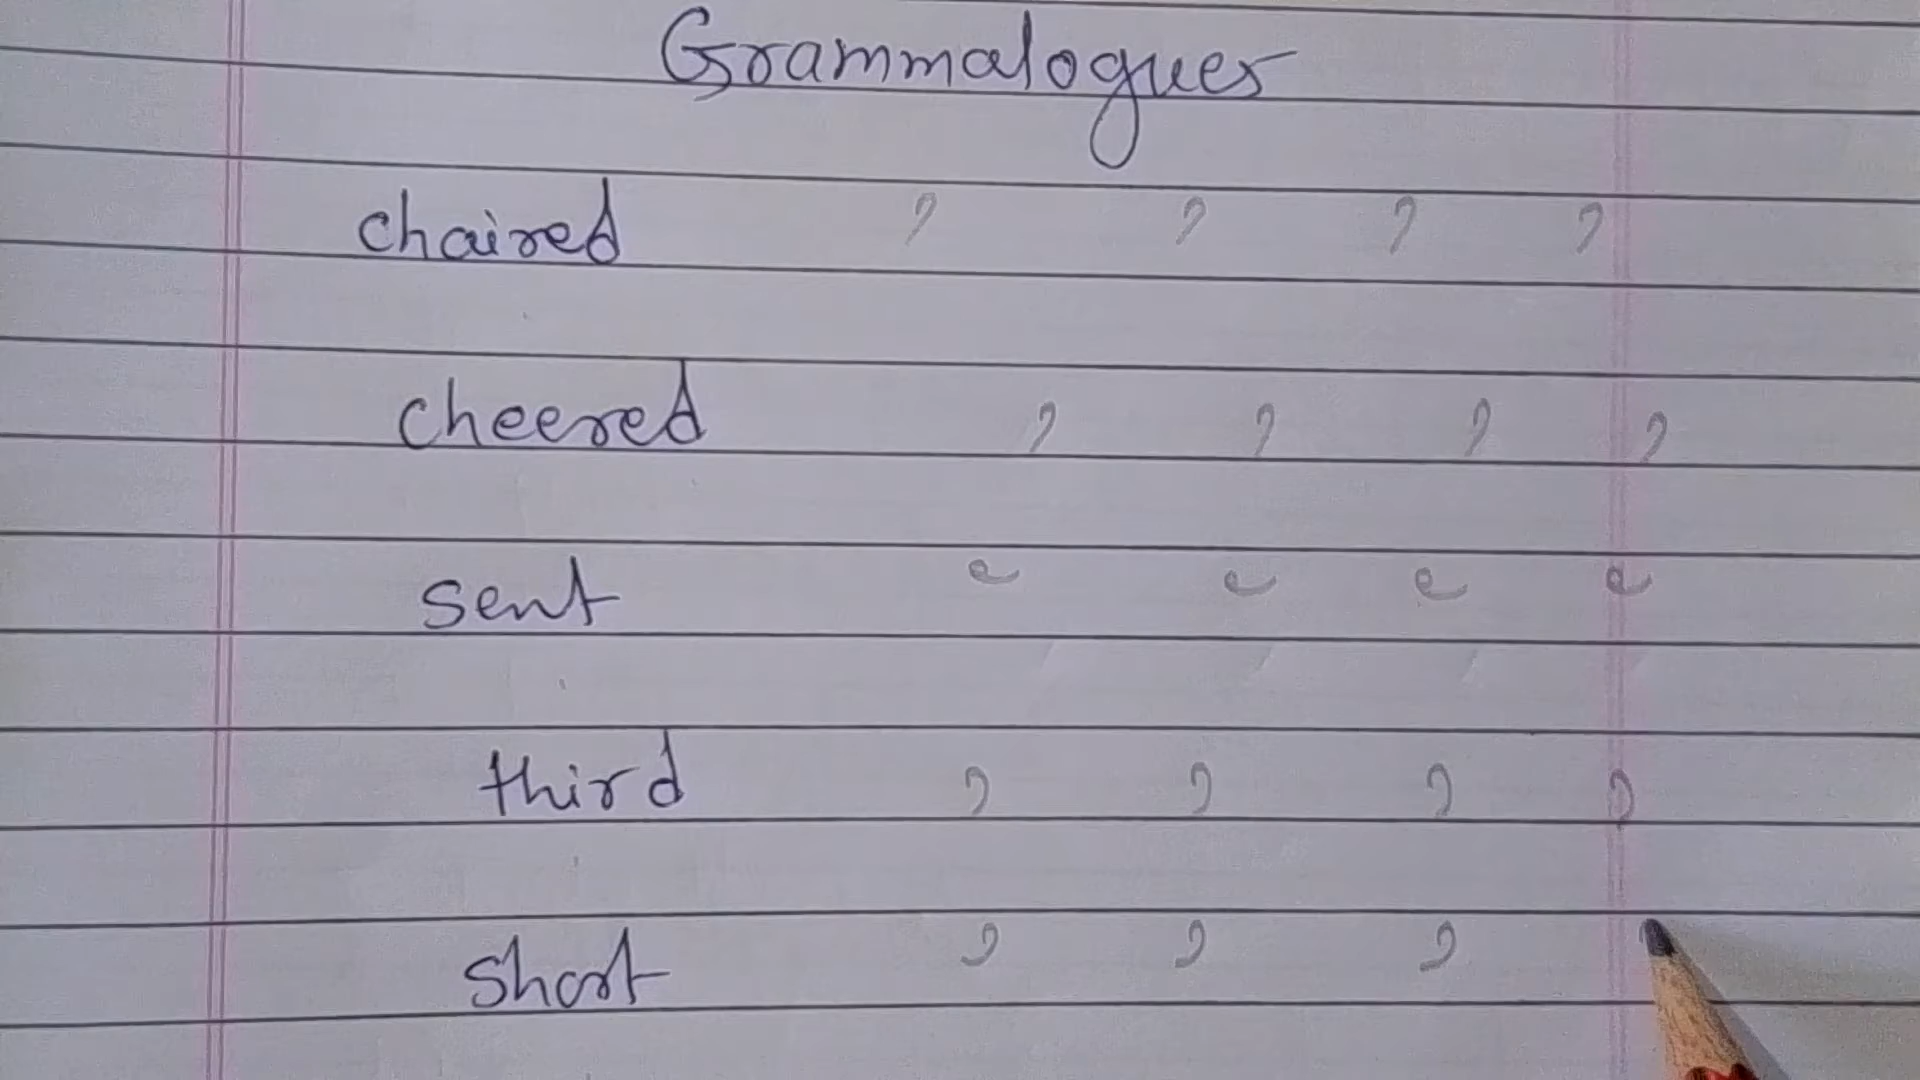 Grammalogues
chaired
cheered
sent
third
short